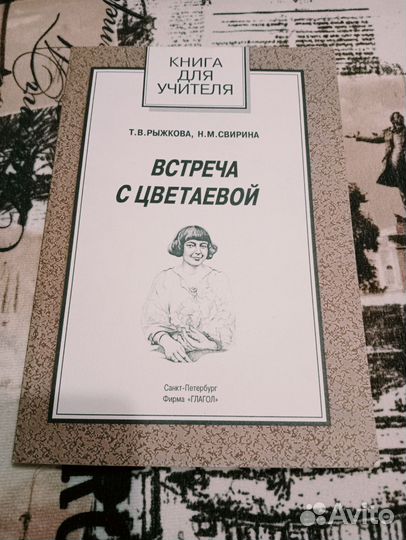 КНИГА
ДЛЯ
УЧИТЕЛЯ
Т.В.РЫЖКОВА, Н.М.СВИРИНА
ВСТРЕЧА
С ЦВЕТАЕВОЙ
Санкт-Петербург
Фирма «ГЛАГОЛ»
Avito